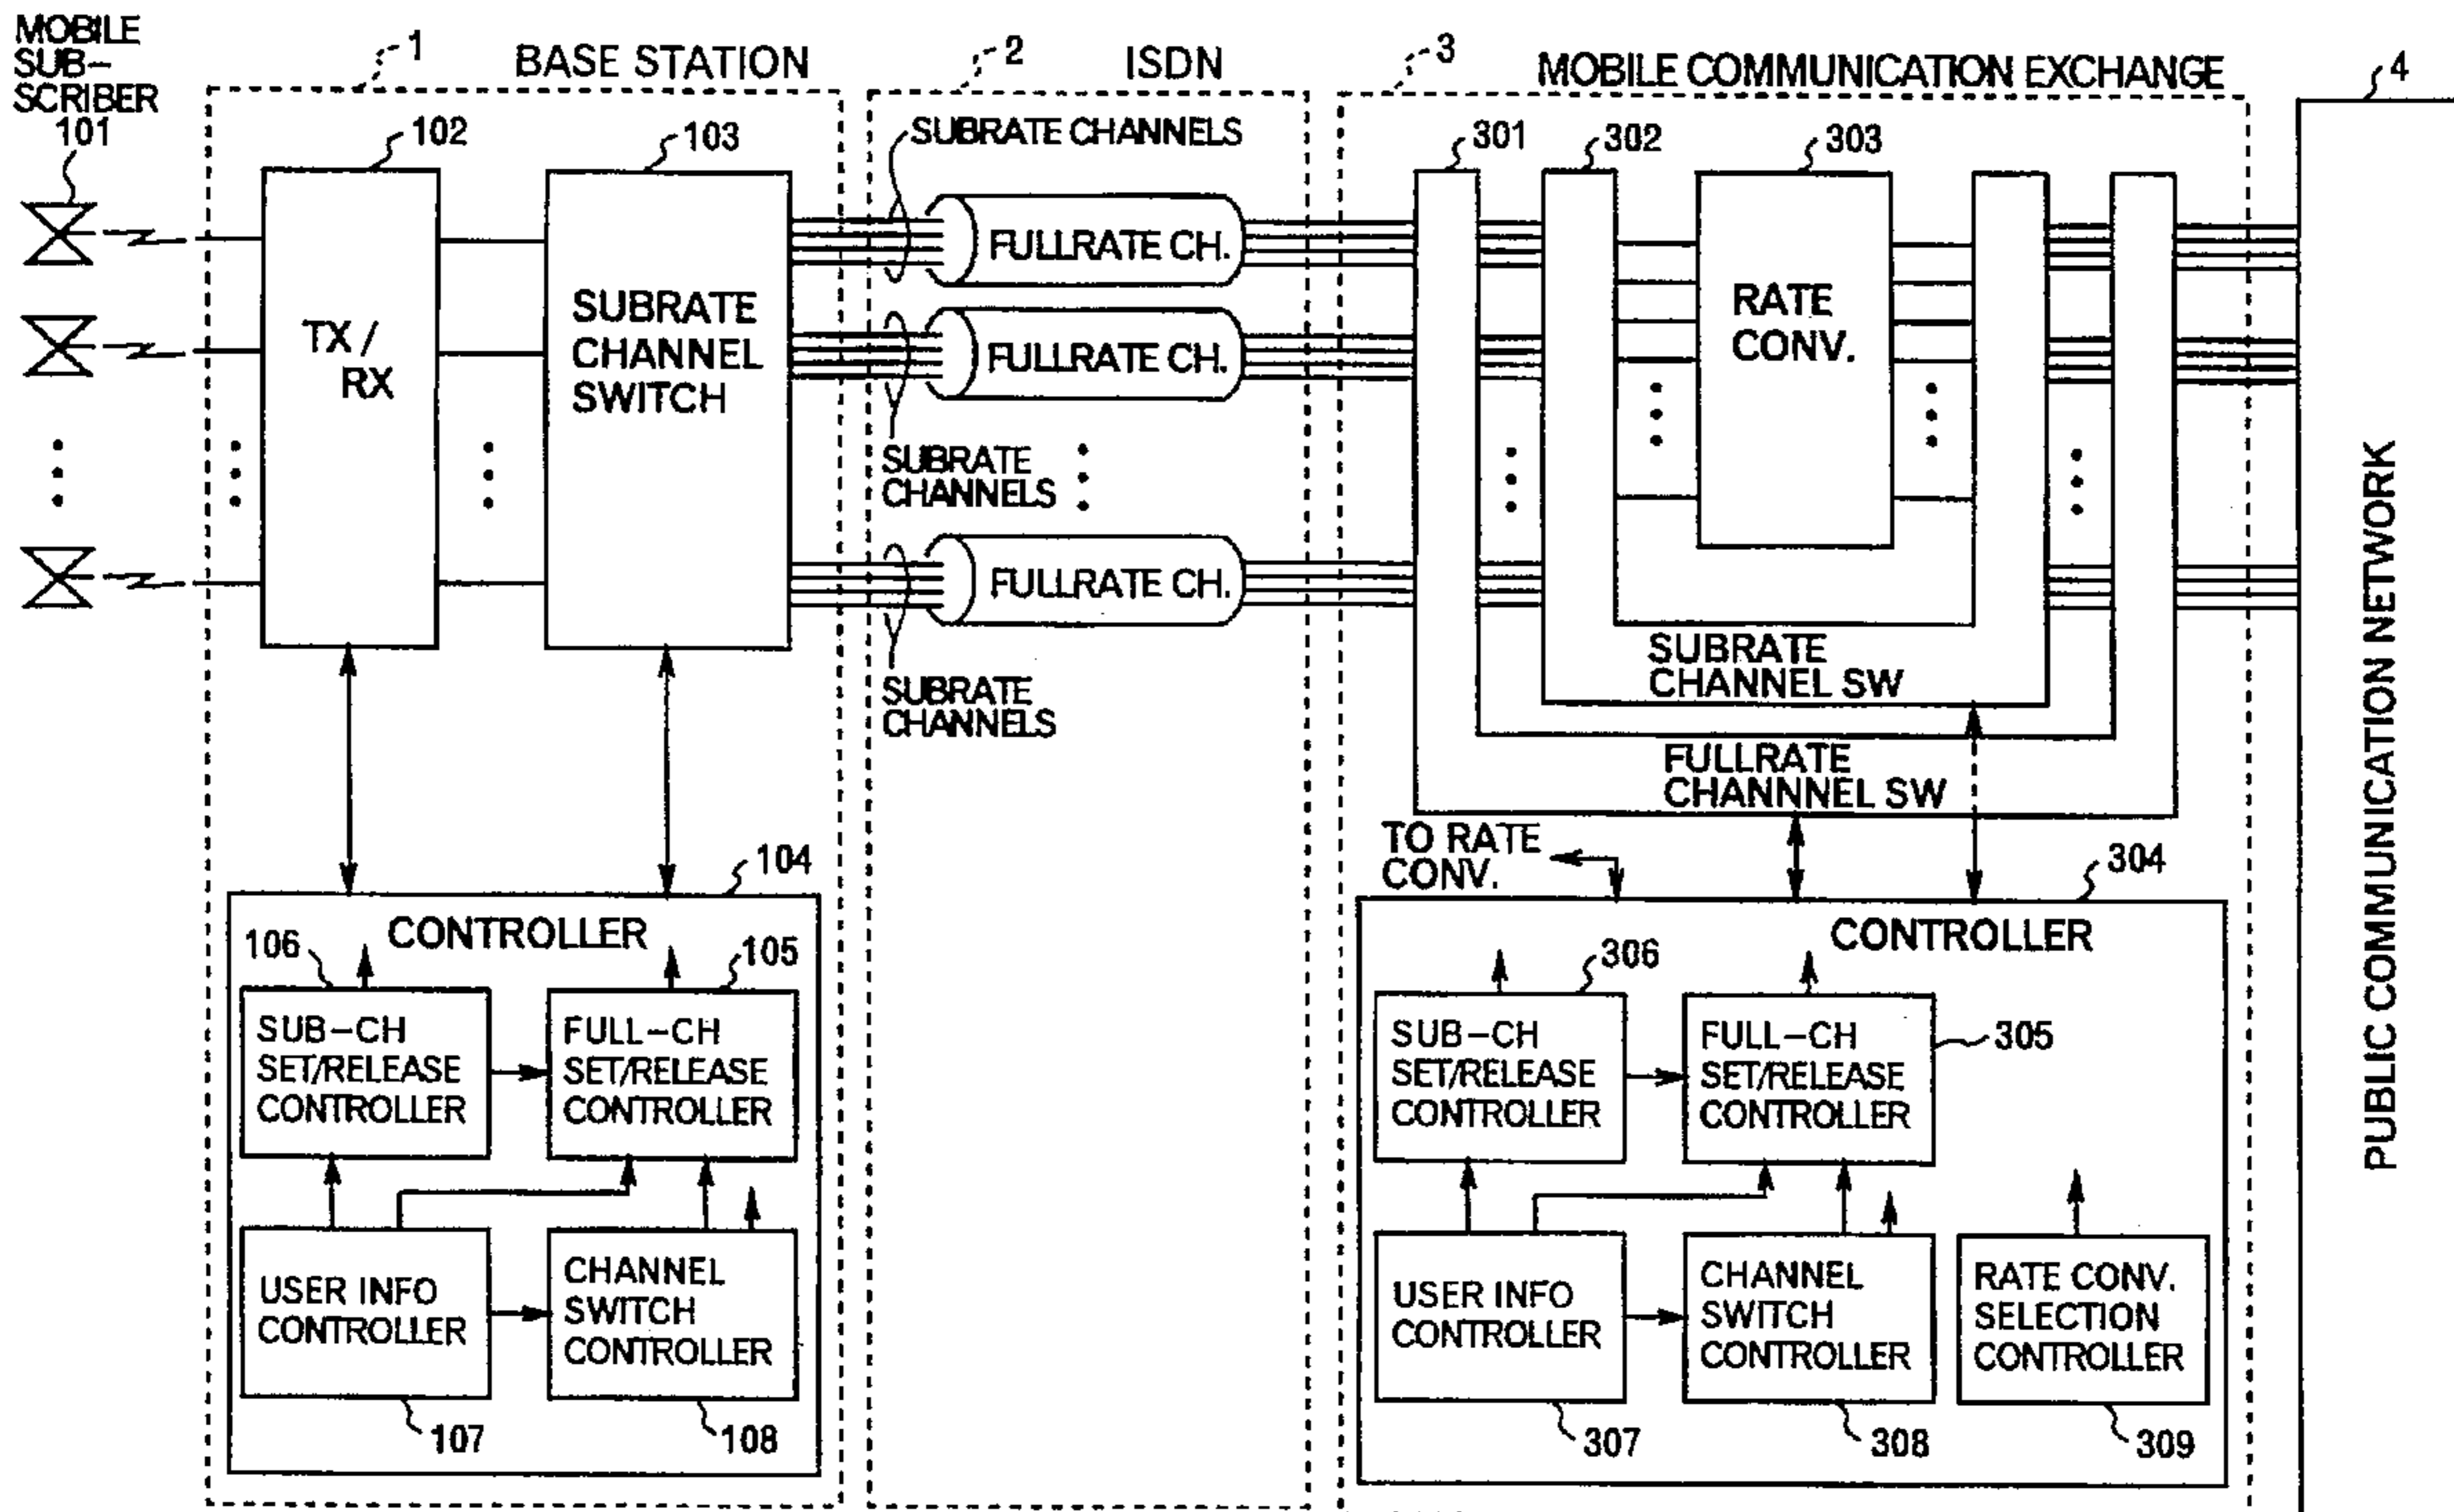 MOBILE
SUB-
SCRIBER
101
1
BASE STATION
2
ISDN
3
MOBILE COMMUNICATION EXCHANGE
4
102
103
SUBRATE CHANNELS
301
302
303
TX/
RX
SUBRATE
CHANNEL
SWITCH
FULLRATE CH.
FULLRATE CH.
SUBRATE
CHANNELS
FULLRATE CH.
SUBRATE
CHANNELS
RATE
CONV.
SUBRATE
CHANNEL SW
FULLRATE
CHANNNEL SW
PUBLIC COMMUNICATION NETWORK
104
CONTROLLER
106
105
SUB-CH
SET/RELEASE
CONTROLLER
FULL-CH
SET/RELEASE
CONTROLLER
USER INFO
CONTROLLER
CHANNEL
SWITCH
CONTROLLER
107
108
TO RATE
CONV.
304
CONTROLLER
306
305
SUB-CH
SET/RELEASE
CONTROLLER
FULL-CH
SET/RELEASE
CONTROLLER
USER INFO
CONTROLLER
CHANNEL
SWITCH
CONTROLLER
RATE CONV.
SELECTION
CONTROLLER
307
308
309